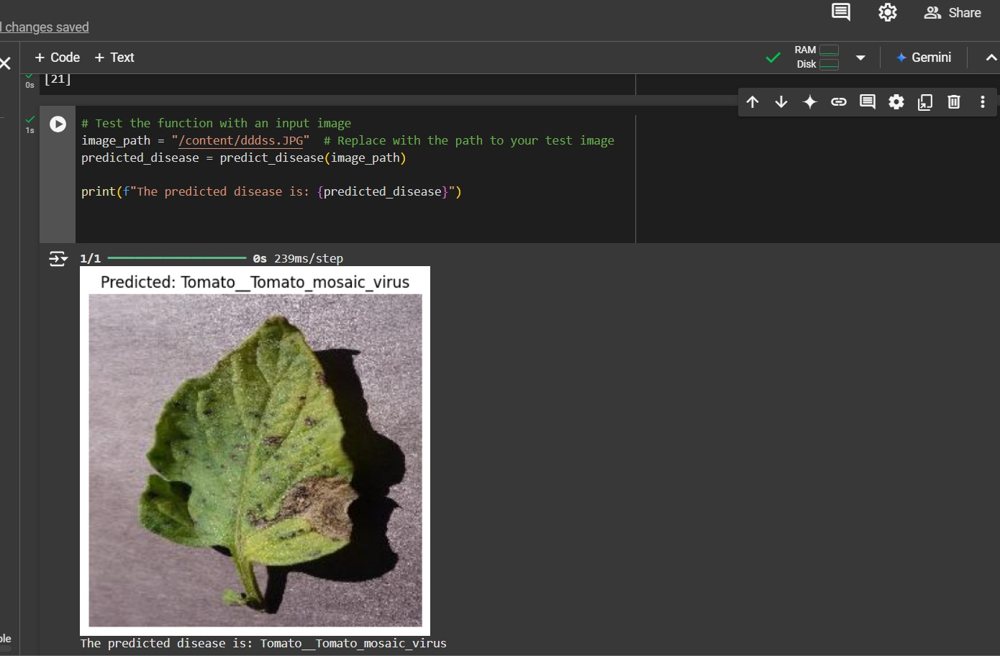 Share
l changes saved
+ Code + Text
RAM
Disk
Gemini
0s
[21]
1s
# Test the function with an input image
image_path = "/content/dddss.JPG"  # Replace with the path to your test image
predicted_disease = predict_disease(image_path)
print(f"The predicted disease is: {predicted_disease}")
1/1 0s 239ms/step
Predicted: Tomato__Tomato_mosaic_virus
ole
The predicted disease is: Tomato__Tomato_mosaic_virus